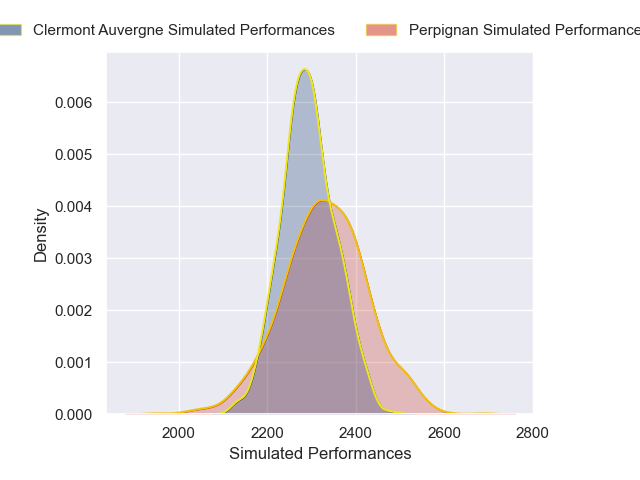 Clermont Auvergne Simulated Performances Perpignan Simulated Performance
0.006
0.005
0.004
0.003
0.002
0.001
0.000
Density
2000 2200 2400 2600 2800
Simulated Performances